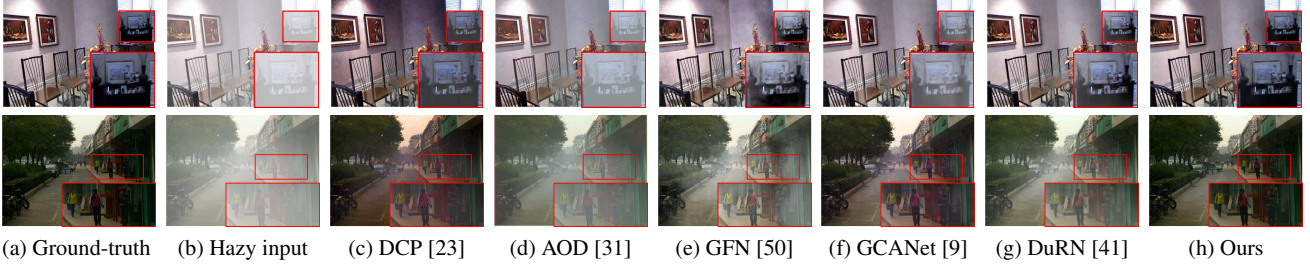 (a) Ground-truth (b) Hazy input (c) DCP [23] (d) AOD [31] (e) GFN [50] (f) GCANet [9] (g) DuRN [41] (h) Ours